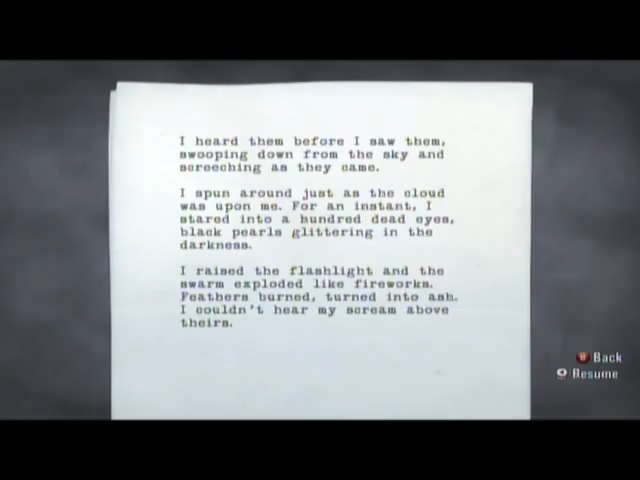 I heard them before I saw them,
swooping down from the sky and
screeching as they came.
I spun around just as the cloud
was upon me. For an instant, I
stared into a hundred dead eyes,
black pearls glittering in the
darkness.
I raised the flashlight and the
swarm exploded like fireworks.
Feathers burned, turned into ash.
I couldn't hear my scream above
theirs.
Back
Resume